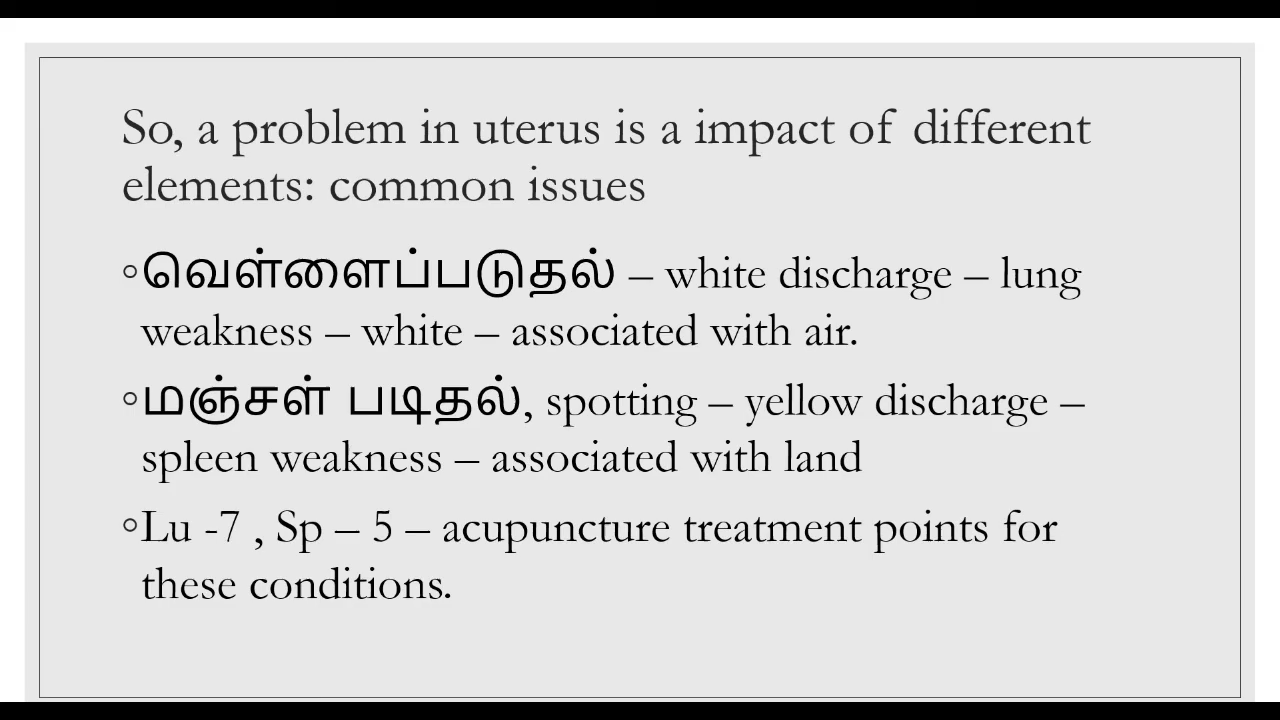 So, a problem in uterus is a impact of different
elements: common issues
◦வெள்ளைப்படுதல் – white discharge – lung
weakness – white – associated with air.
◦மஞ்சள் படிதல், spotting – yellow discharge –
spleen weakness – associated with land
◦Lu -7 , Sp – 5 – acupuncture treatment points for
these conditions.